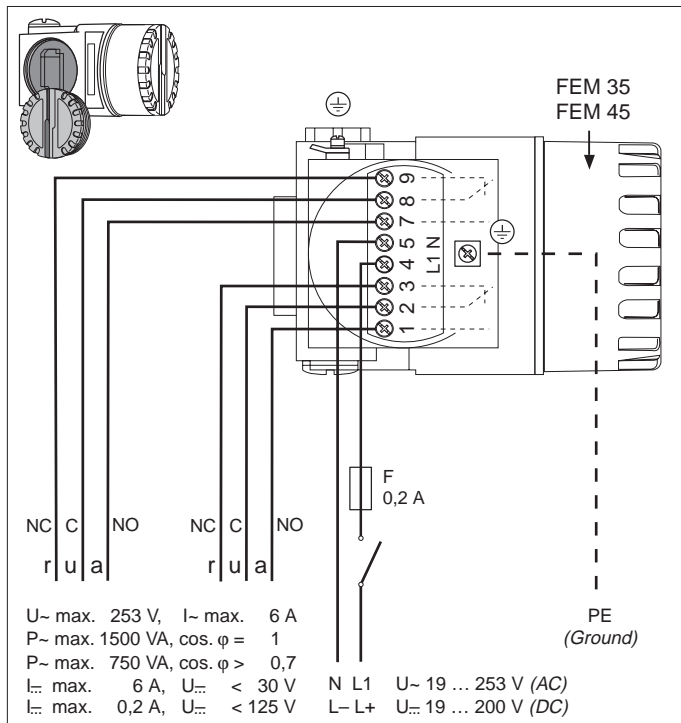 FEM 35
FEM 45
9
8
7
5
4
3
2
1
L1 N
F
0,2 A
NC C NO
r u a
NC C NO
r u a
PE
(Ground)
U~ max. 253 V, I~ max. 6 A
P~ max. 1500 VA, cos. φ = 1
P~ max. 750 VA, cos. φ > 0,7
I⎓ max. 6 A, U⎓ < 30 V
I⎓ max. 0,2 A, U⎓ < 125 V
N L1 U~ 19 … 253 V (AC)
L– L+ U⎓ 19 … 200 V (DC)